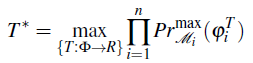 T* = max_{\{T:Φ→R\}} ∏_{i=1}^{n} Pr^{max}_{ℳ_i}(φ_i^T)